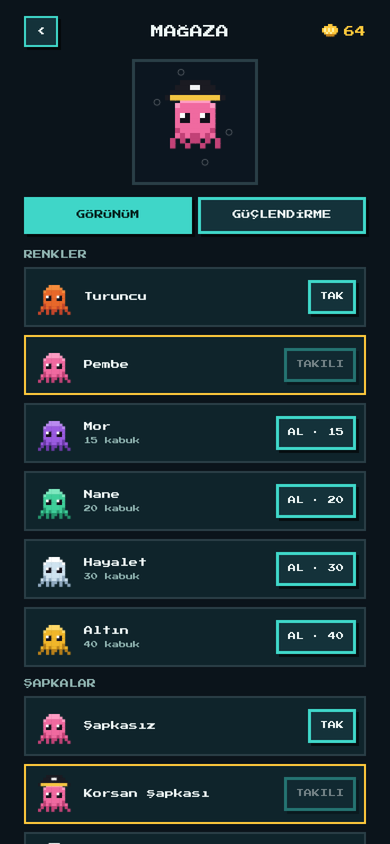 MAĞAZA
64
GÖRÜNÜM
GÜÇLENDİRME
RENKLER
Turuncu
TAK
Pembe
TAKILI
Mor
15 kabuk
AL · 15
Nane
20 kabuk
AL · 20
Hayalet
30 kabuk
AL · 30
Altın
40 kabuk
AL · 40
ŞAPKALAR
Şapkasız
TAK
Korsan Şapkası
TAKILI